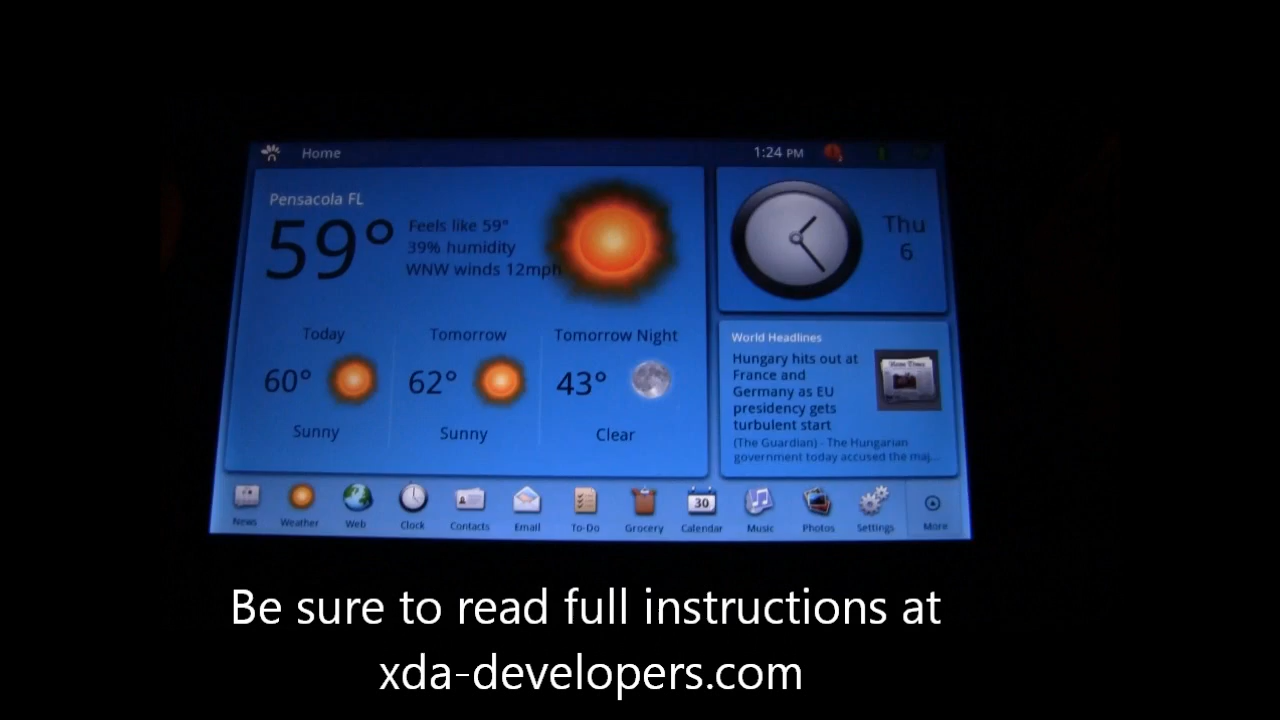 Home
1:24 PM
Pensacola FL
59°
Feels like 59°
39% humidity
WNW winds 12mph
Today
60°
Sunny
Tomorrow
62°
Sunny
Tomorrow Night
43°
Clear
Thu
6
World Headlines
Hungary hits out at
France and
Germany as EU
presidency gets
turbulent start
(The Guardian) - The Hungarian
government today accused the maj...
News
Weather
Web
Clock
Contacts
Email
To-Do
Grocery
30
Calendar
Music
Photos
Settings
More
Be sure to read full instructions at
xda-developers.com